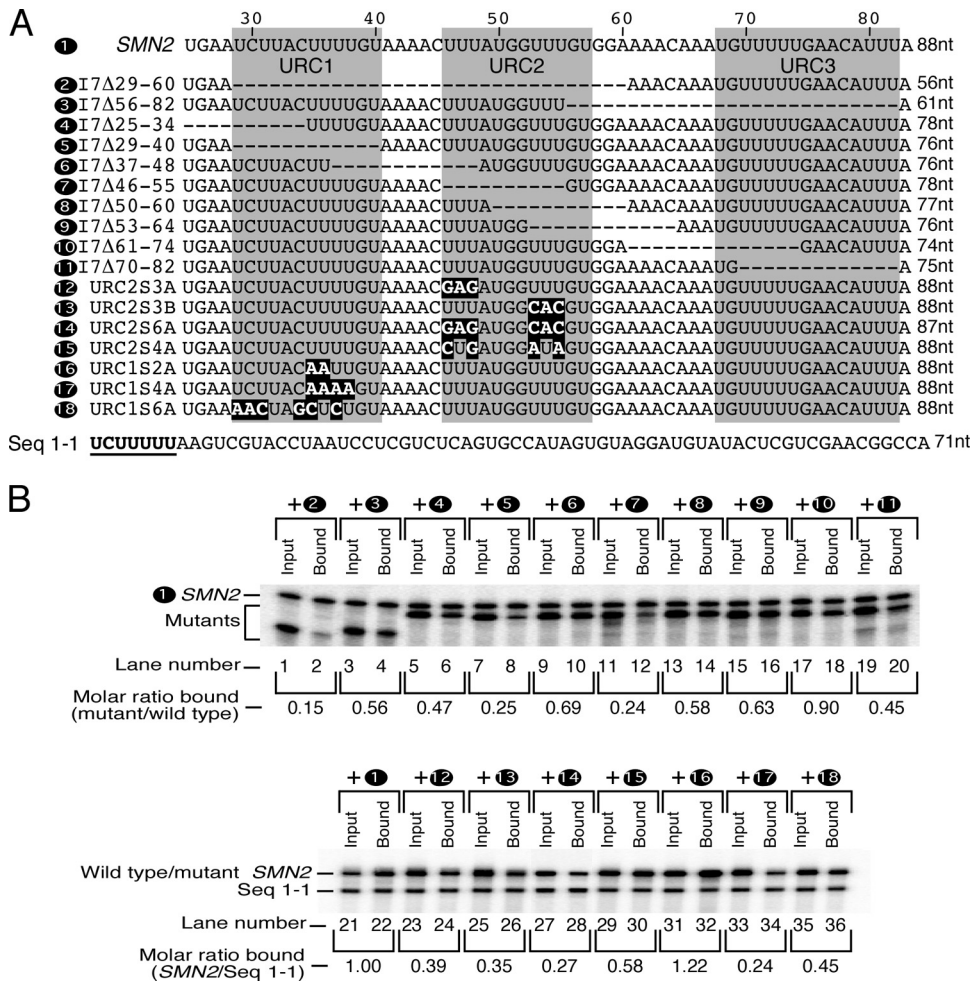 A
30 40 50 60 70 80
1 SMN2 UGAAUCUUACUUUUGUAAAACUUUAUGGUUUGUGGAAAACAAAUGUUUUUGAACAUUUA 88nt
URC1 URC2 URC3
2 I7Δ29-60 UGAA--------------------------------AAACAAAUGUUUUUGAACAUUUA 56nt
3 I7Δ56-82 UGAAUCUUACUUUUGUAAAACUUUAUGGUUU---------------------------A 61nt
4 I7Δ25-34 ----------UUUUGUAAAACUUUAUGGUUUGUGGAAAACAAAUGUUUUUGAACAUUUA 78nt
5 I7Δ29-40 UGAA------------AAAACUUUAUGGUUUGUGGAAAACAAAUGUUUUUGAACAUUUA 76nt
6 I7Δ37-48 UGAAUCUUACUU------------AUGGUUUGUGGAAAACAAAUGUUUUUGAACAUUUA 76nt
7 I7Δ46-55 UGAAUCUUACUUUUGUAAAAC----------GUGGAAAACAAAUGUUUUUGAACAUUUA 78nt
8 I7Δ50-60 UGAAUCUUACUUUUGUAAAACUUUA-----------AAACAAAUGUUUUUGAACAUUUA 77nt
9 I7Δ53-64 UGAAUCUUACUUUUGUAAAACUUUAUGG------------AAAUGUUUUUGAACAUUUA 76nt
10 I7Δ61-74 UGAAUCUUACUUUUGUAAAACUUUAUGGUUUGUGGA--------------GAACAUUUA 74nt
11 I7Δ70-82 UGAAUCUUACUUUUGUAAAACUUUAUGGUUUGUGGAAAACAAAUG-------------A 75nt
12 URC2S3A UGAAUCUUACUUUUGUAAAACGAGAUGGUUUGUGGAAAACAAAUGUUUUUGAACAUUUA 88nt
13 URC2S3B UGAAUCUUACUUUUGUAAAACUUUAUGGCACGUGGAAAACAAAUGUUUUUGAACAUUUA 88nt
14 URC2S6A UGAAUCUUACUUUUGUAAAACGAGAUGGCACGUGGAAAACAAAUGUUUUUGAACAUUUA 87nt
15 URC2S4A UGAAUCUUACUUUUGUAAAACCUGAUGGAUAGUGGAAAACAAAUGUUUUUGAACAUUUA 88nt
16 URC1S2A UGAAUCUUACAAUUGUAAAACUUUAUGGUUUGUGGAAAACAAAUGUUUUUGAACAUUUA 88nt
17 URC1S4A UGAAUCUUACAAAAGUAAAACUUUAUGGUUUGUGGAAAACAAAUGUUUUUGAACAUUUA 88nt
18 URC1S6A UGAAAACUAGCUCUGUAAAACUUUAUGGUUUGUGGAAAACAAAUGUUUUUGAACAUUUA 88nt
Seq 1-1 UCUUUUUAAGUCGUACCUAAUCCUCGUCUCAGUGCCAUAGUGUAGGAUGUAUACUCGUCGAACGGCCA 71nt
B
+2 +3 +4 +5 +6 +7 +8 +9 +10 +11
Input Bound Input Bound Input Bound Input Bound Input Bound Input Bound Input Bound Input Bound Input Bound Input Bound
1 SMN2
Mutants
Lane number 1 2 3 4 5 6 7 8 9 10 11 12 13 14 15 16 17 18 19 20
Molar ratio bound
(mutant/wild type) 0.15 0.56 0.47 0.25 0.69 0.24 0.58 0.63 0.90 0.45
+1 +12 +13 +14 +15 +16 +17 +18
Input Bound Input Bound Input Bound Input Bound Input Bound Input Bound Input Bound Input Bound
Wild type/mutant SMN2
Seq 1-1
Lane number 21 22 23 24 25 26 27 28 29 30 31 32 33 34 35 36
Molar ratio bound
(SMN2/Seq 1-1) 1.00 0.39 0.35 0.27 0.58 1.22 0.24 0.45